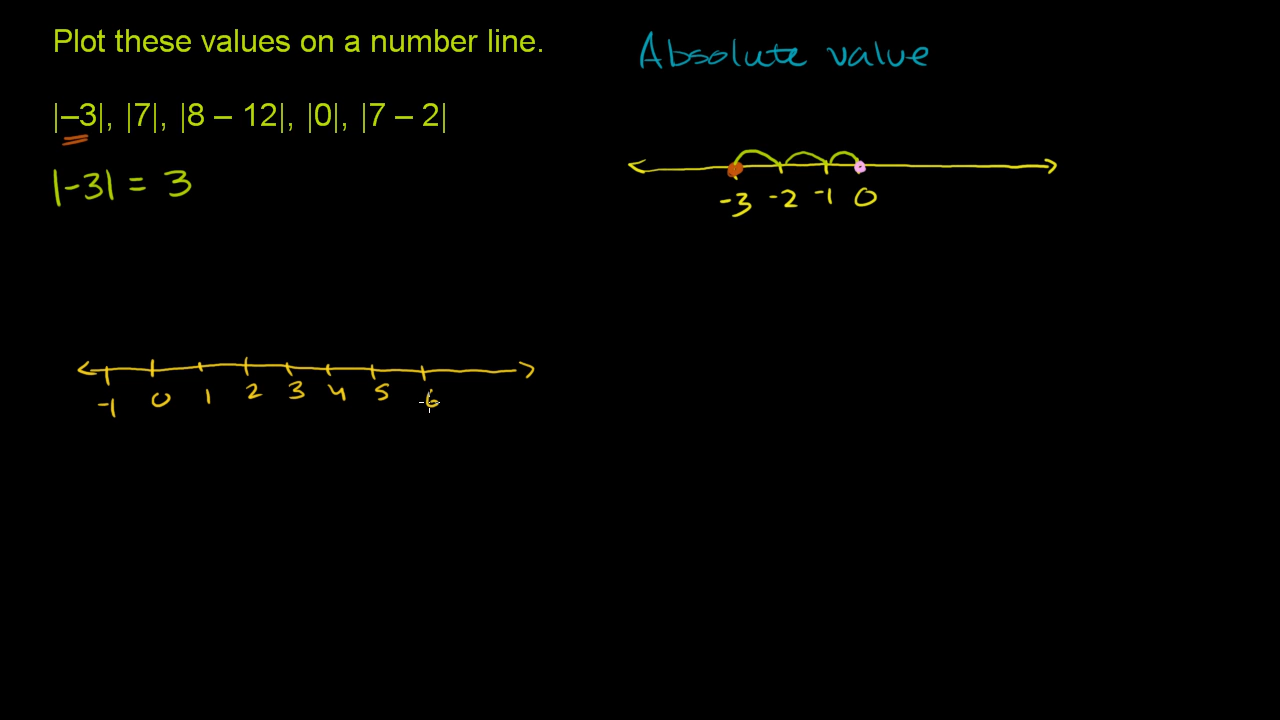 Plot these values on a number line.
Absolute value
|–3|, |7|, |8 – 12|, |0|, |7 – 2|
|-3| = 3
-3 -2 -1 0
-1 0 1 2 3 4 5 6